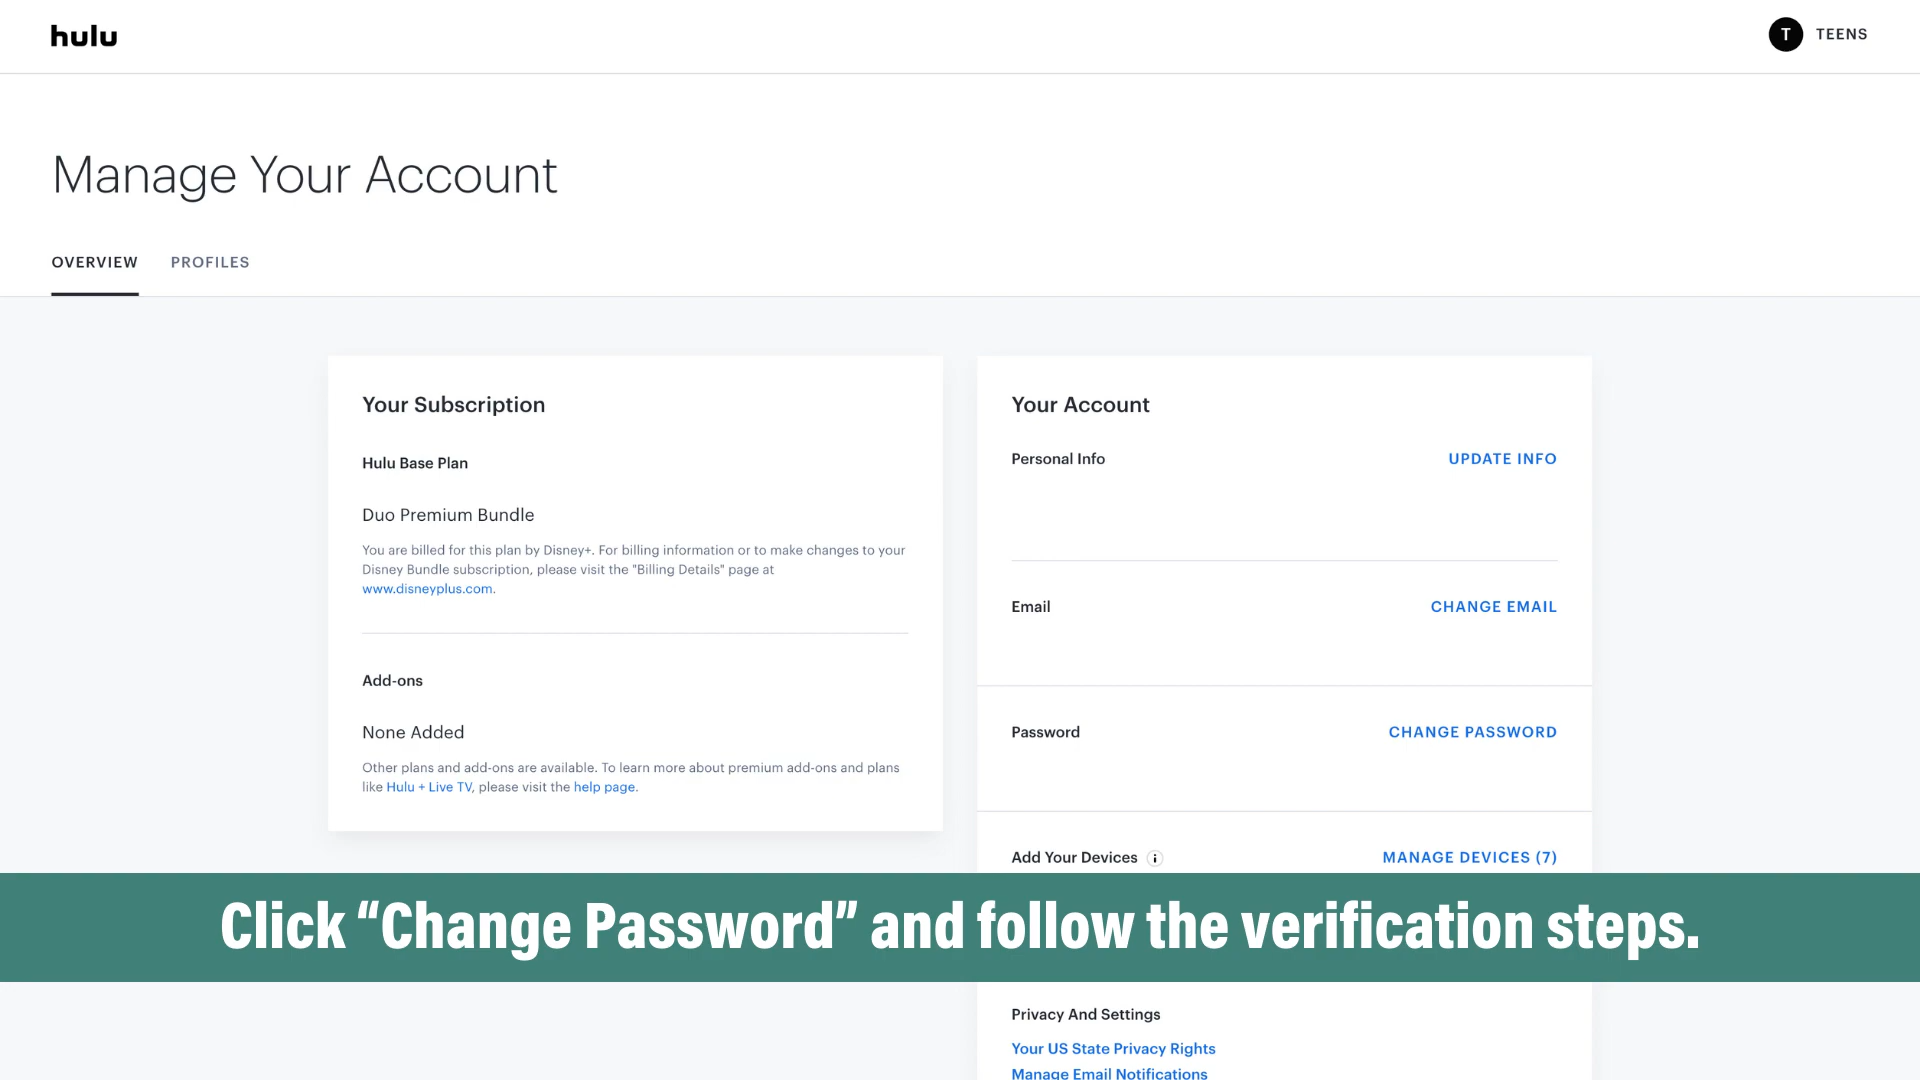 hulu
T TEENS
Manage Your Account
OVERVIEW PROFILES
Your Subscription
Hulu Base Plan
Duo Premium Bundle
You are billed for this plan by Disney+. For billing information or to make changes to your
Disney Bundle subscription, please visit the "Billing Details" page at
www.disneyplus.com.
Add-ons
None Added
Other plans and add-ons are available. To learn more about premium add-ons and plans
like Hulu + Live TV, please visit the help page.
Your Account
Personal Info UPDATE INFO
Email CHANGE EMAIL
Password CHANGE PASSWORD
Add Your Devices i MANAGE DEVICES (7)
Click “Change Password” and follow the verification steps.
Privacy And Settings
Your US State Privacy Rights
Manage Email Notifications